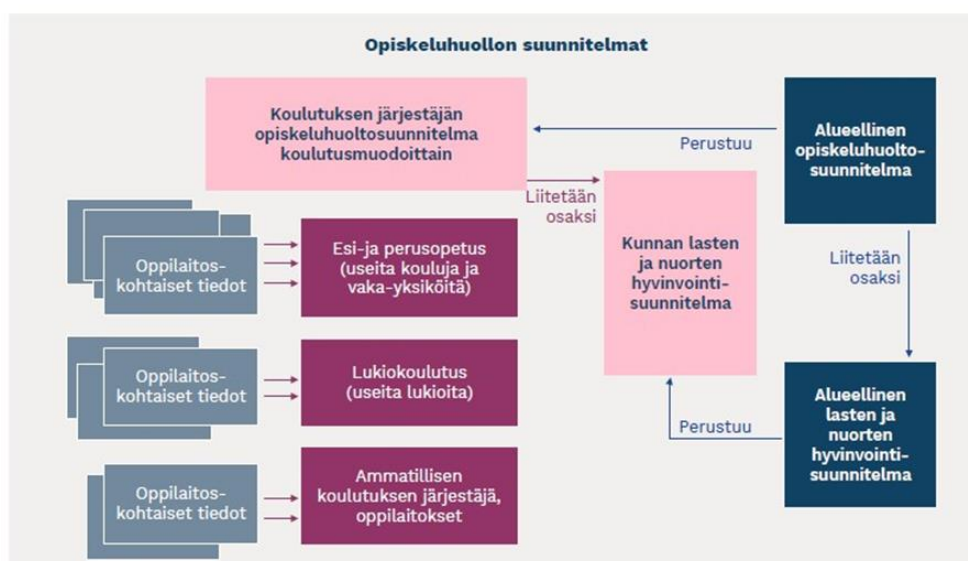 Opiskeluhuollon suunnitelmat
Koulutuksen järjestäjän
opiskeluhuoltosuunnitelma
koulutusmuodoittain
Perustuu
Alueellinen
opiskeluhuolto-
suunnitelma
Liitetään
osaksi
Kunnan lasten
ja nuorten
hyvinvointi-
suunnitelma
Liitetään
osaksi
Oppilaitos-
kohtaiset tiedot
Esi-ja perusopetus
(useita kouluja ja
vaka-yksiköitä)
Oppilaitos-
kohtaiset tiedot
Lukiokoulutus
(useita lukioita)
Perustuu
Alueellinen
lasten ja
nuorten
hyvinvointi-
suunnitelma
Oppilaitos-
kohtaiset tiedot
Ammatillisen
koulutuksen järjestäjä,
oppilaitokset